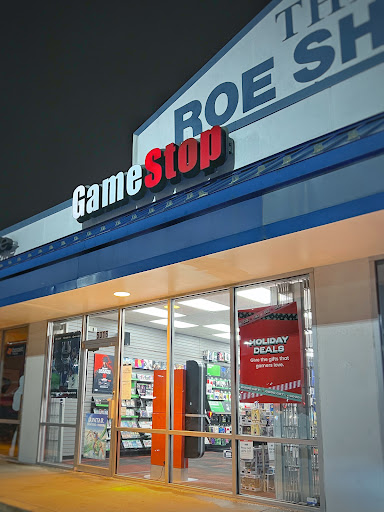 TH
ROE SH
GameStop
HOLIDAY
DEALS
Give the gifts that
gamers love.